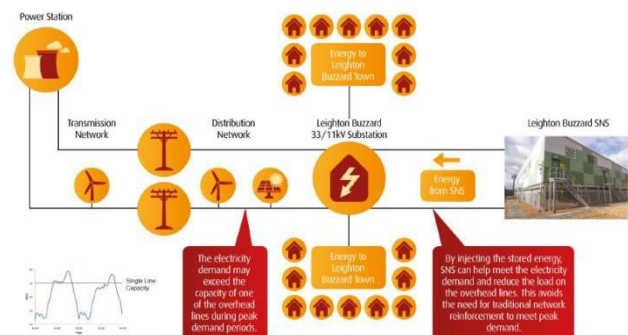 Power Station
Energy to
Leighton
Buzzard Town
Transmission
Network
Distribution
Network
Leighton Buzzard
33/11kV Substation
Leighton Buzzard SNS
Energy
from SNS
Single Line
Capacity
The electricity
demand may
exceed the
capacity of one
of the overhead
lines during peak
demand periods.
Energy to
Leighton
Buzzard Town
By injecting the stored energy,
SNS can help meet the electricity
demand and reduce the load on
the overhead lines. This avoids
the need for traditional network
reinforcement to meet peak
demand.